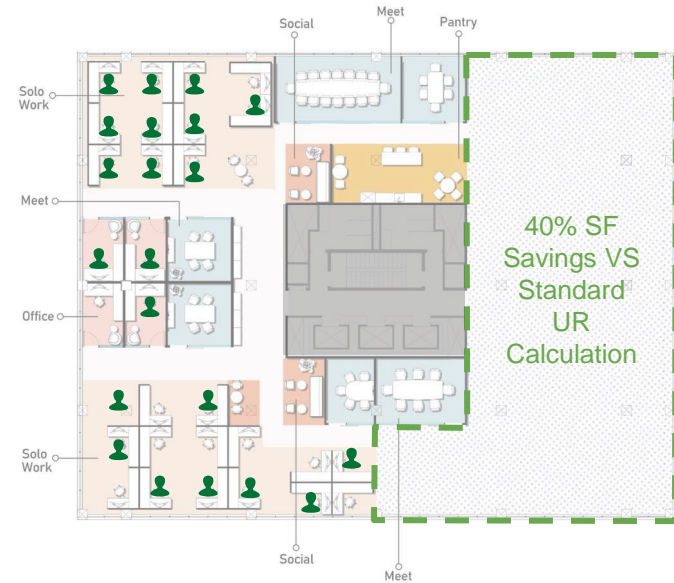 Meet
Social
Pantry
Solo
Work
Meet
40% SF
Savings VS
Standard
UR
Calculation
Office
Solo
Work
Social
Meet